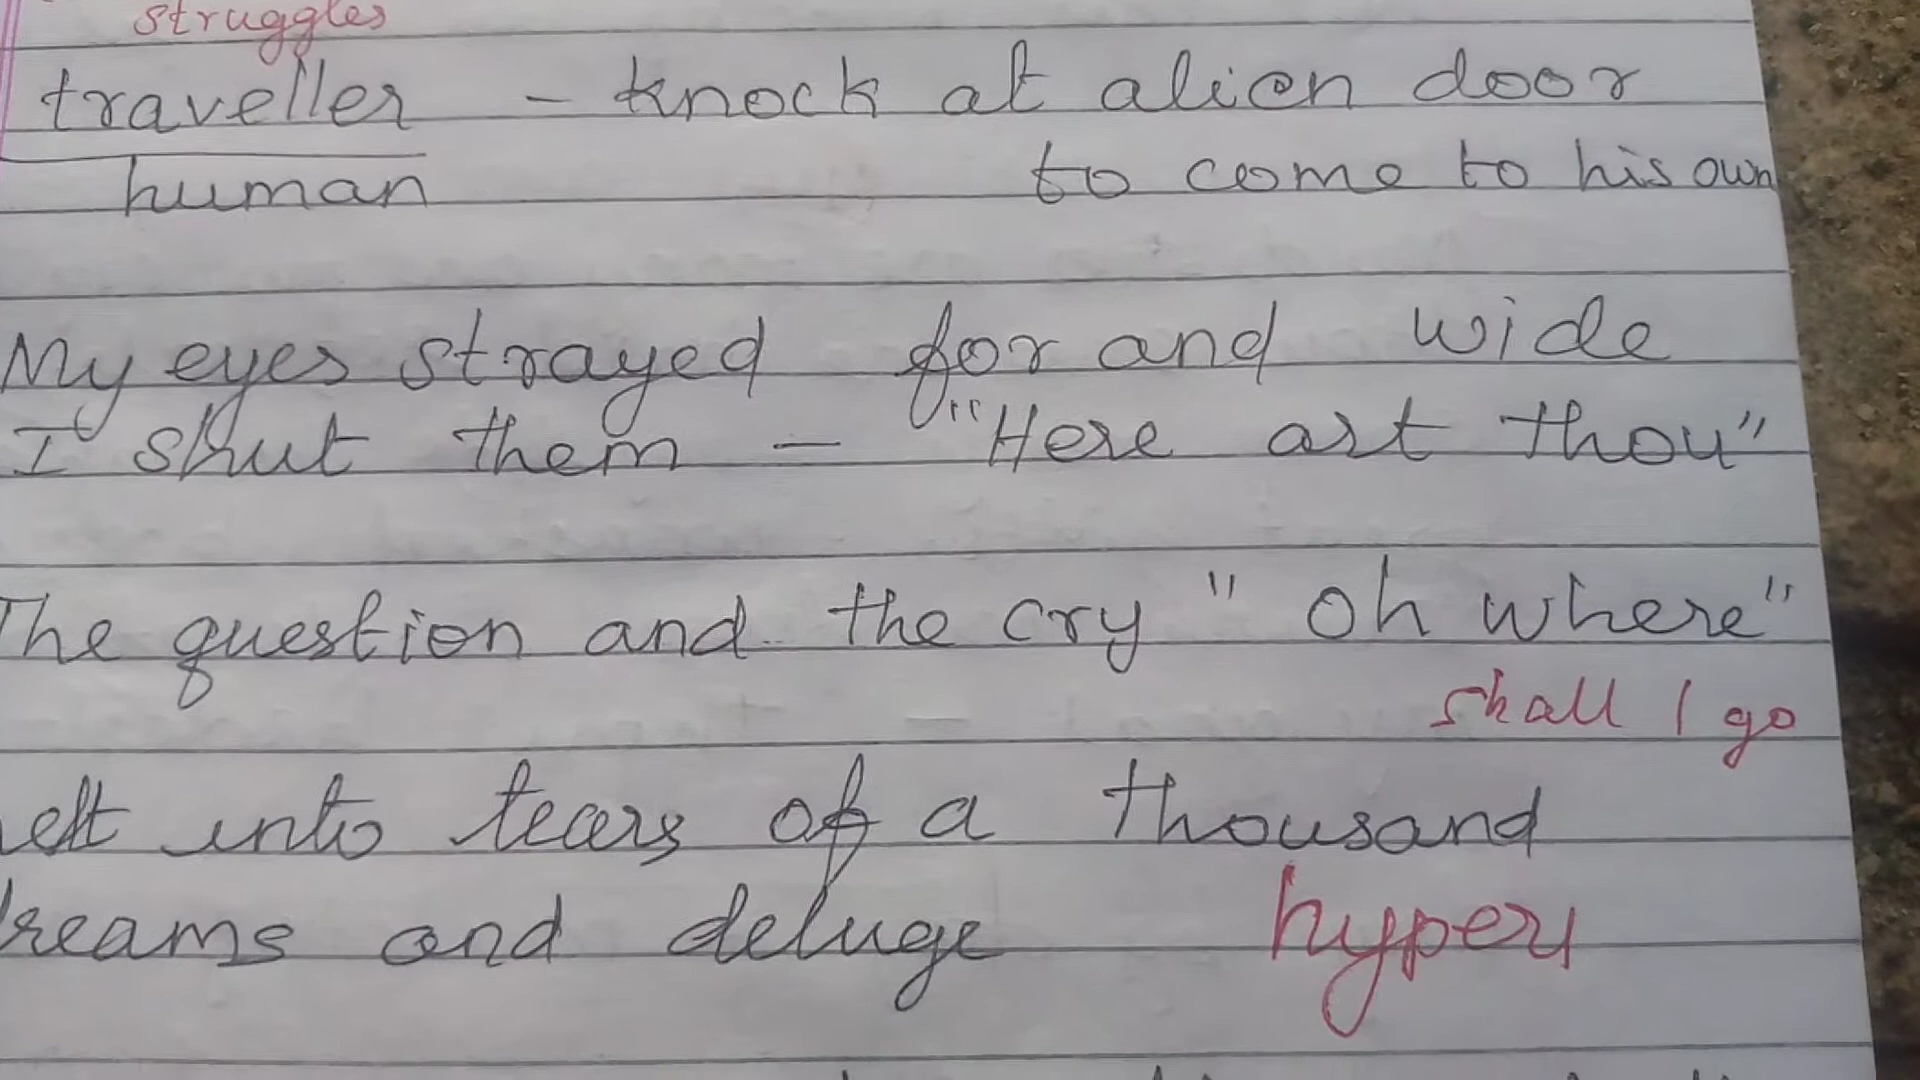 struggles
traveller - knock at alien door
human to come to his own
My eyes strayed for and wide
I shut them - "Here art thou"
The question and the cry "Oh where"
shall I go
elt unto tears of a thousand
reams and deluge hyper